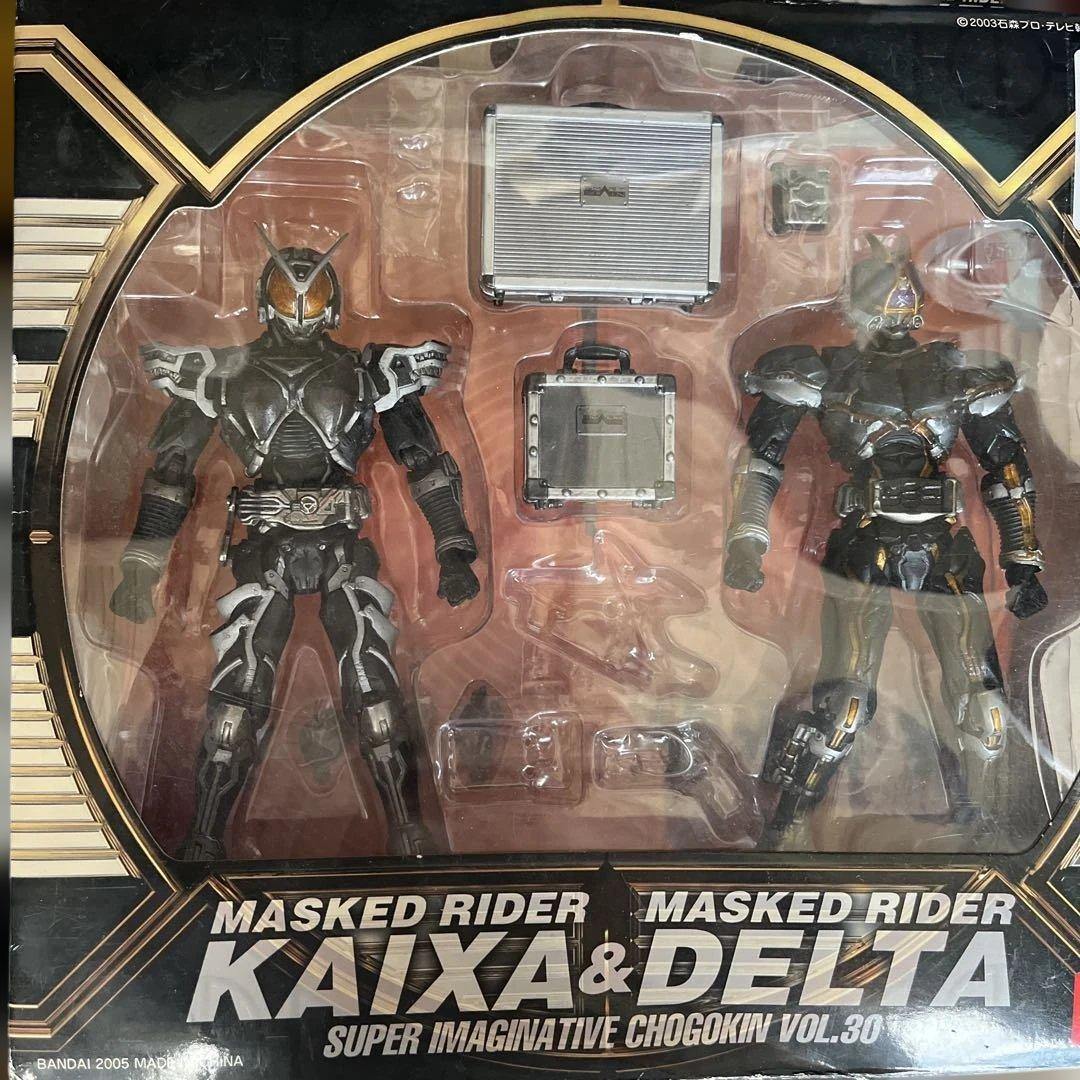 ©2003石森プロ・テレビ朝
MASKED RIDER MASKED RIDER
KAIXA & DELTA
SUPER IMAGINATIVE CHOGOKIN VOL.30
BANDAI 2005 MADE IN CHINA